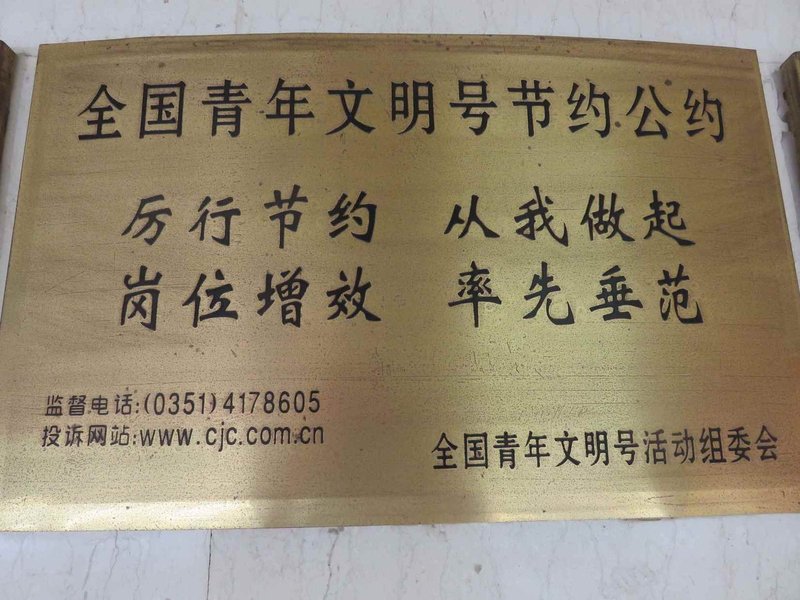 全国青年文明号节约公约
厉行节约 从我做起
岗位增效 率先垂范
监督电话:(0351)4178605
投诉网站:www.cjc.com.cn
全国青年文明号活动组委会